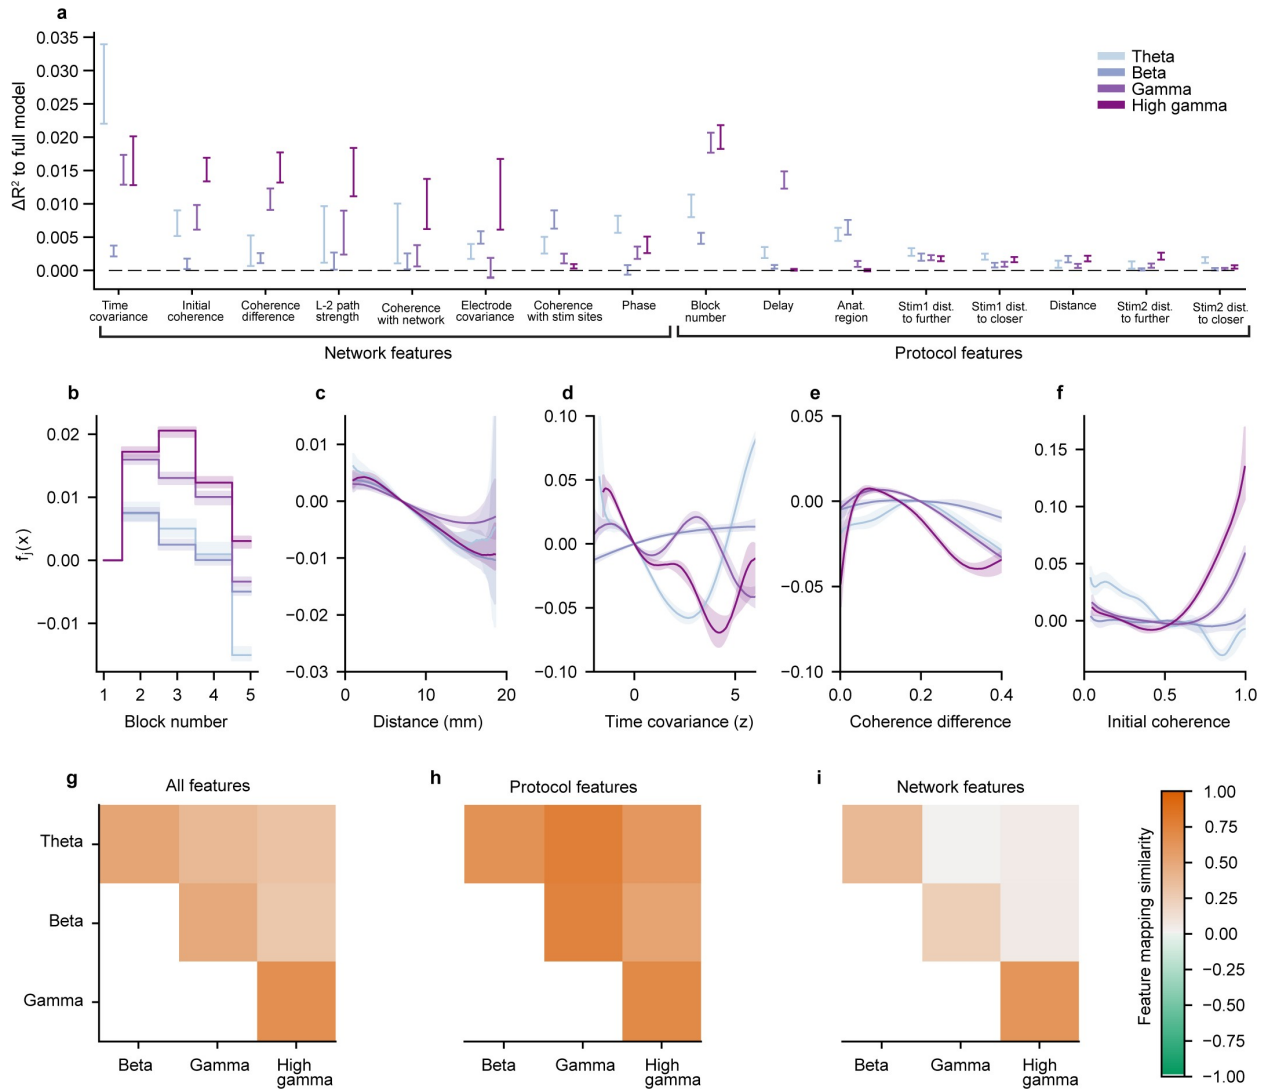 a
0.035
0.030
0.025
0.020
0.015
0.010
0.005
0.000
ΔR² to full model
Theta
Beta
Gamma
High gamma
Time
covariance
Initial
coherence
Coherence
difference
L-2 path
strength
Coherence
with network
Electrode
covariance
Coherence
with stim sites
Phase
Block
number
Delay
Anat.
region
Stim1 dist.
to further
Stim1 dist.
to closer
Distance
Stim2 dist.
to further
Stim2 dist.
to closer
Network features
Protocol features
b
0.02
0.01
0.00
−0.01
fj(x)
1
2
3
4
5
Block number
c
0.01
0.00
−0.01
−0.02
−0.03
0
10
20
Distance (mm)
d
0.10
0.05
0.00
−0.05
−0.10
0
5
Time covariance (z)
e
0.05
0.00
−0.05
−0.10
0.0
0.2
0.4
Coherence difference
f
0.15
0.10
0.05
0.00
0.0
0.5
1.0
Initial coherence
g
All features
Theta
Beta
Gamma
Beta
Gamma
High
gamma
h
Protocol features
Beta
Gamma
High
gamma
i
Network features
Beta
Gamma
High
gamma
Feature mapping similarity
1.00
0.75
0.50
0.25
0.00
−0.25
−0.50
−0.75
−1.00